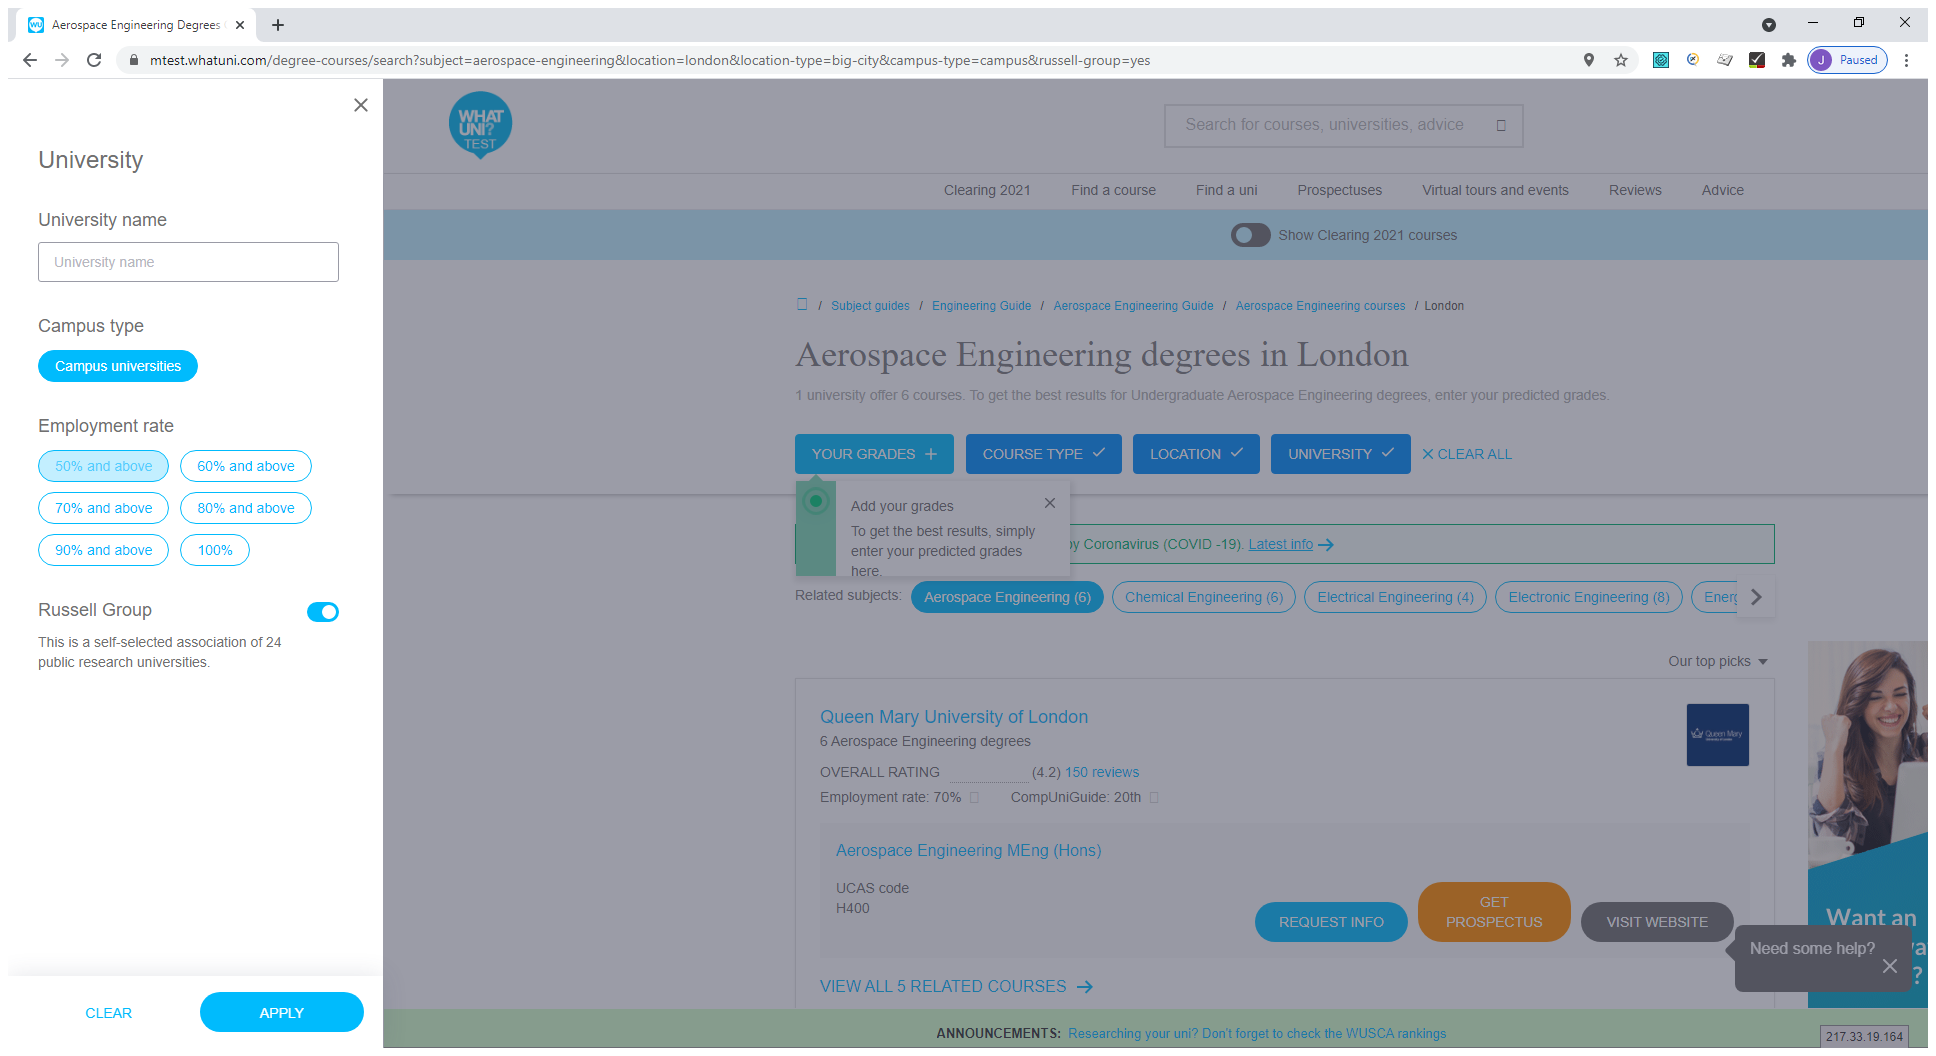 Aerospace Engineering Degrees
mtest.whatuni.com/degree-courses/search?subject=aerospace-engineering&location=london&location-type=big-city&campus-type=campus&russell-group=yes
J Paused
University
University name
University name
Campus type
Campus universities
Employment rate
50% and above 60% and above
70% and above 80% and above
90% and above 100%
Russell Group
This is a self-selected association of 24
public research universities.
CLEAR APPLY
WHAT
UNI?
TEST
Search for courses, universities, advice
Clearing 2021 Find a course Find a uni Prospectuses Virtual tours and events Reviews Advice
Show Clearing 2021 courses
/ Subject guides / Engineering Guide / Aerospace Engineering Guide / Aerospace Engineering courses / London
Aerospace Engineering degrees in London
1 university offer 6 courses. To get the best results for Undergraduate Aerospace Engineering degrees, enter your predicted grades.
YOUR GRADES COURSE TYPE LOCATION UNIVERSITY CLEAR ALL
Add your grades
To get the best results, simply
enter your predicted grades
here.
by Coronavirus (COVID -19). Latest info
Related subjects: Aerospace Engineering (6) Chemical Engineering (6) Electrical Engineering (4) Electronic Engineering (8) Energ
Our top picks
Queen Mary University of London
Queen Mary
6 Aerospace Engineering degrees
OVERALL RATING (4.2) 150 reviews
Employment rate: 70% CompUniGuide: 20th
Aerospace Engineering MEng (Hons)
UCAS code
H400
REQUEST INFO GET PROSPECTUS VISIT WEBSITE
VIEW ALL 5 RELATED COURSES
Want an
Need some help?
ANNOUNCEMENTS: Researching your uni? Don't forget to check the WUSCA rankings
217.33.19.164